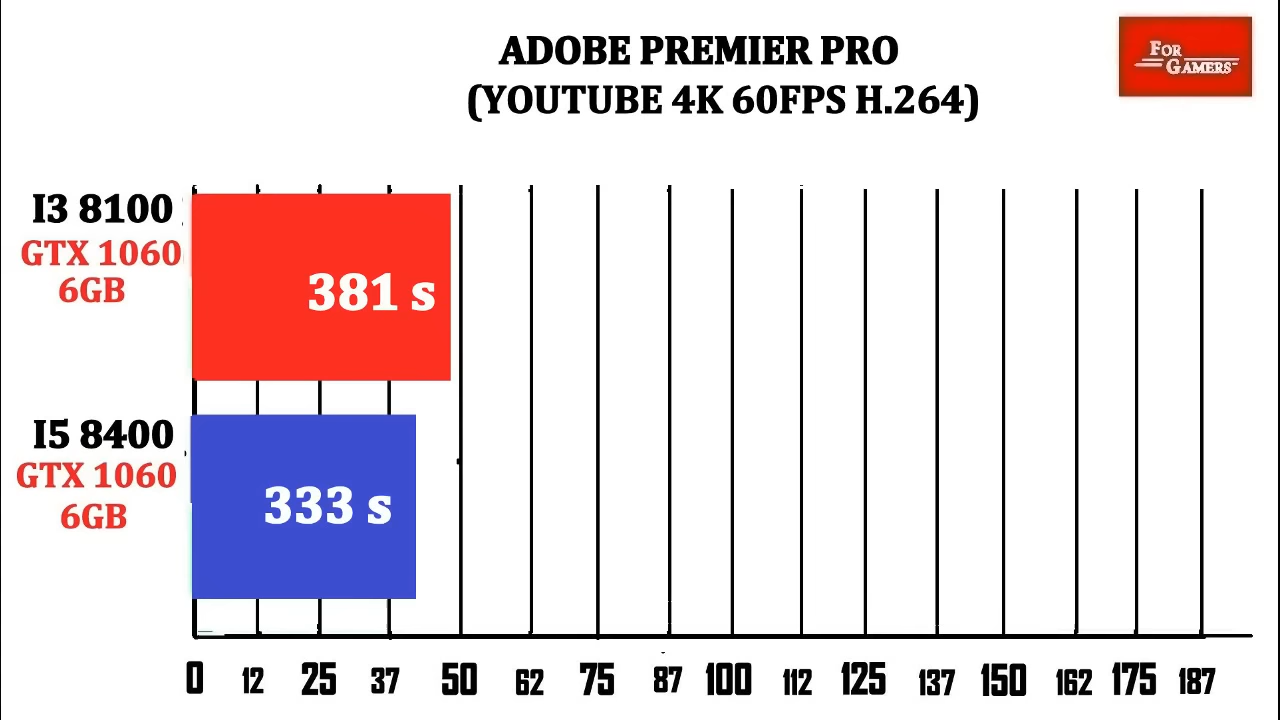 ADOBE PREMIER PRO
(YOUTUBE 4K 60FPS H.264)
FOR
GAMERS
I3 8100
GTX 1060
6GB
381 s
I5 8400
GTX 1060
6GB
333 s
0 12 25 37 50 62 75 87 100 112 125 137 150 162 175 187